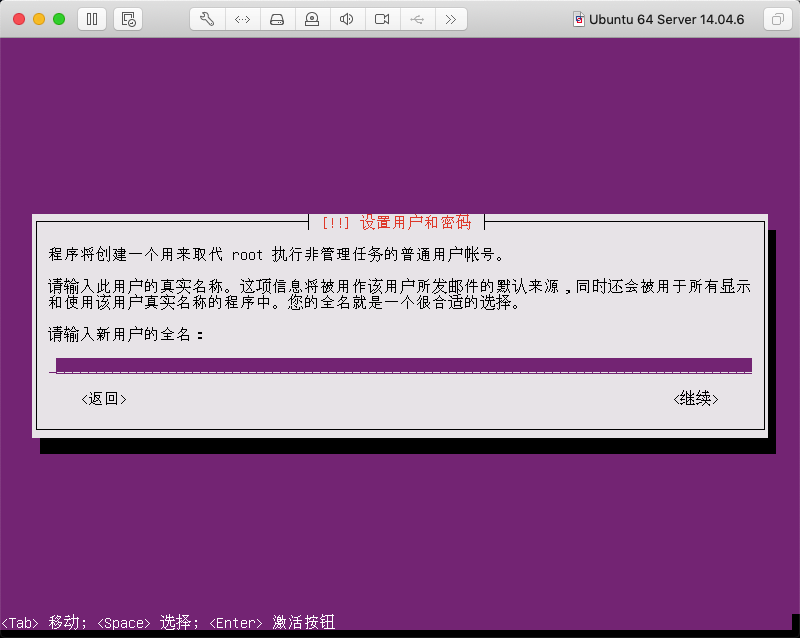 Ubuntu 64 Server 14.04.6
[!!] 设置用户和密码
程序将创建一个用来取代 root 执行非管理任务的普通用户帐号。
请输入此用户的真实名称。这项信息将被用作该用户所发邮件的默认来源，同时还会被用于所有显示
和使用该用户真实名称的程序中。您的全名就是一个很合适的选择。
请输入新用户的全名：
<返回> <继续>
<Tab> 移动; <Space> 选择; <Enter> 激活按钮